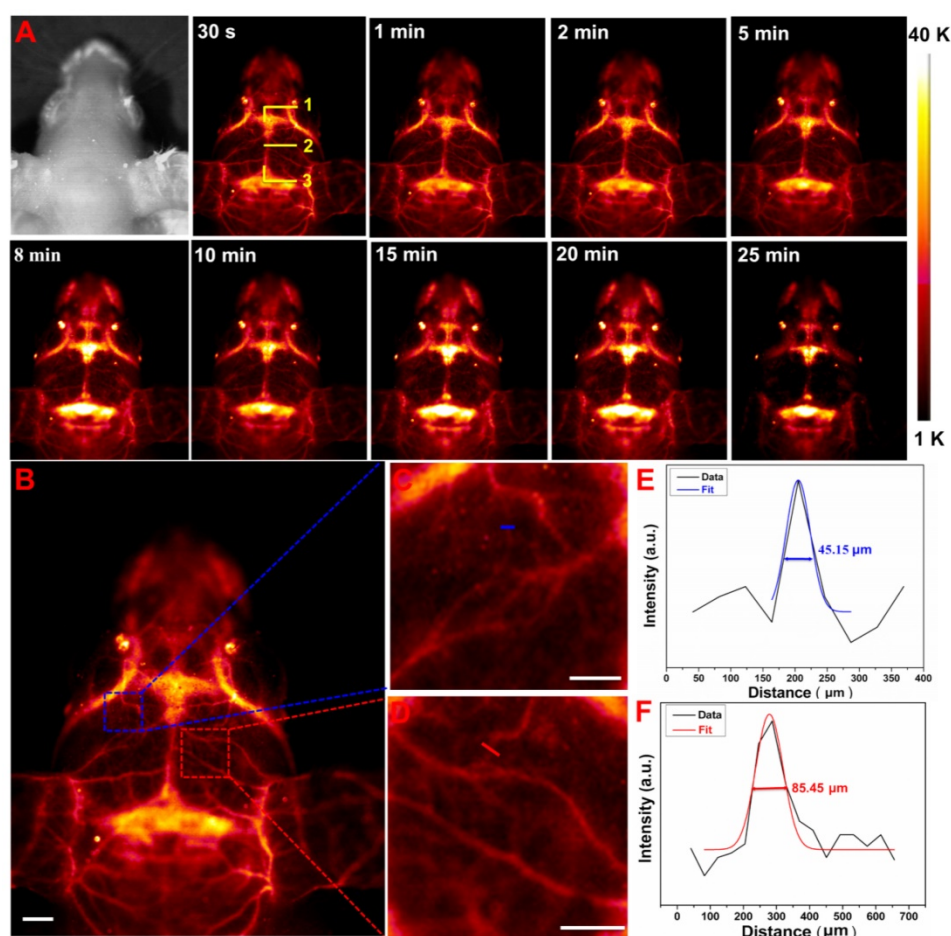 A
30 s
1 min
2 min
5 min
40 K
1
2
3
8 min
10 min
15 min
20 min
25 min
1 K
B
C
E
Data
Fit
45.15 µm
Intensity (a.u.)
0 50 100 150 200 250 300 350 400
Distance ( µm)
D
F
Data
Fit
85.45 µm
Intensity (a.u.)
0 100 200 300 400 500 600 700
Distance ( µm)